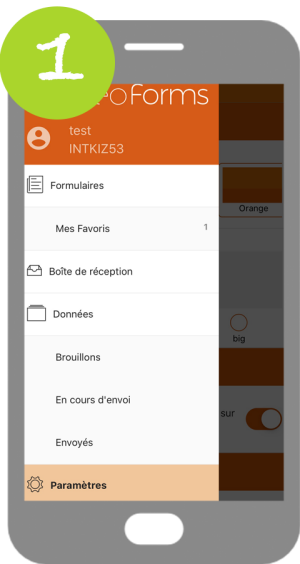 1
Forms
test
INTKIZ53
Formulaires
Mes Favoris 1
Boîte de réception
Données
Brouillons
En cours d'envoi
Envoyés
Paramètres
Orange
big
sur